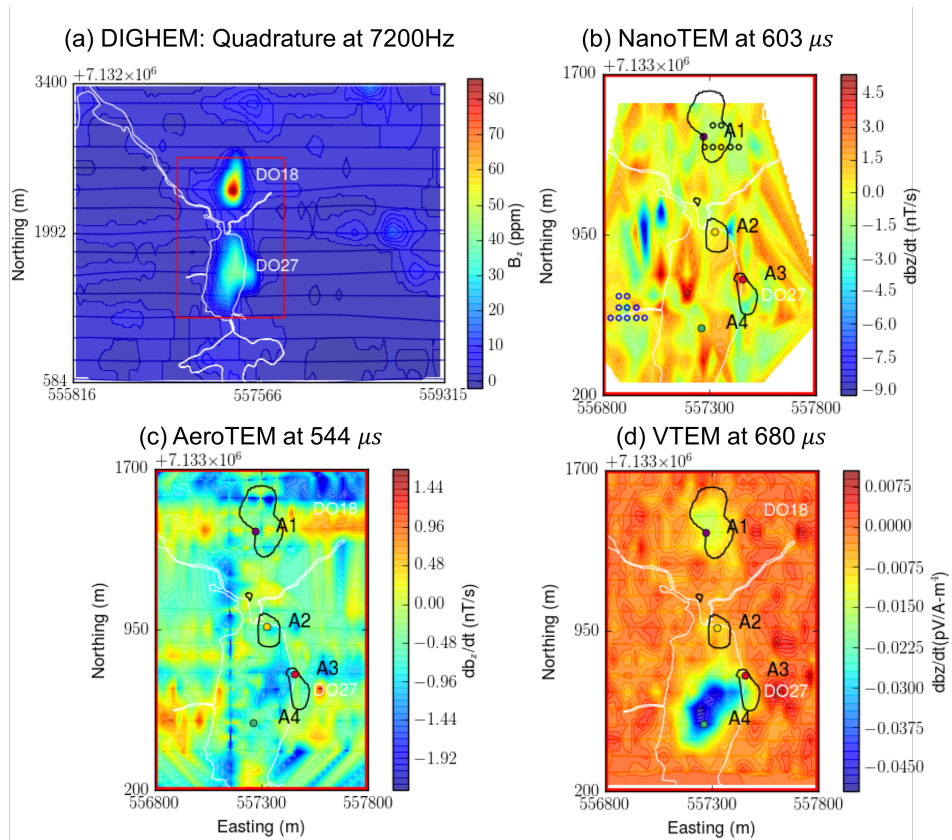 (a) DIGHEM: Quadrature at 7200Hz
+7.132×10⁶
3400
1992
584
Northing (m)
555816
557566
559315
DO18
DO27
80
70
60
50
40
30
20
10
0
B_z (ppm)
(b) NanoTEM at 603 μs
+7.133×10⁶
1700
950
200
Northing (m)
556800
557300
557800
A1
A2
A3
DO27
A4
4.5
3.0
1.5
0.0
−1.5
−3.0
−4.5
−6.0
−7.5
−9.0
dbz/dt (nT/s)
(c) AeroTEM at 544 μs
+7.133×10⁶
1700
950
200
Northing (m)
556800
557300
557800
Easting (m)
DO18
A1
A2
A3
DO27
A4
1.44
0.96
0.48
0.00
−0.48
−0.96
−1.44
−1.92
db_z/dt (nT/s)
(d) VTEM at 680 μs
+7.133×10⁶
1700
950
200
Northing (m)
556800
557300
557800
Easting (m)
DO18
A1
A2
A3
DO27
A4
0.0075
0.0000
−0.0075
−0.0150
−0.0225
−0.0300
−0.0375
−0.0450
dbz/dt(pV/A-m⁴)